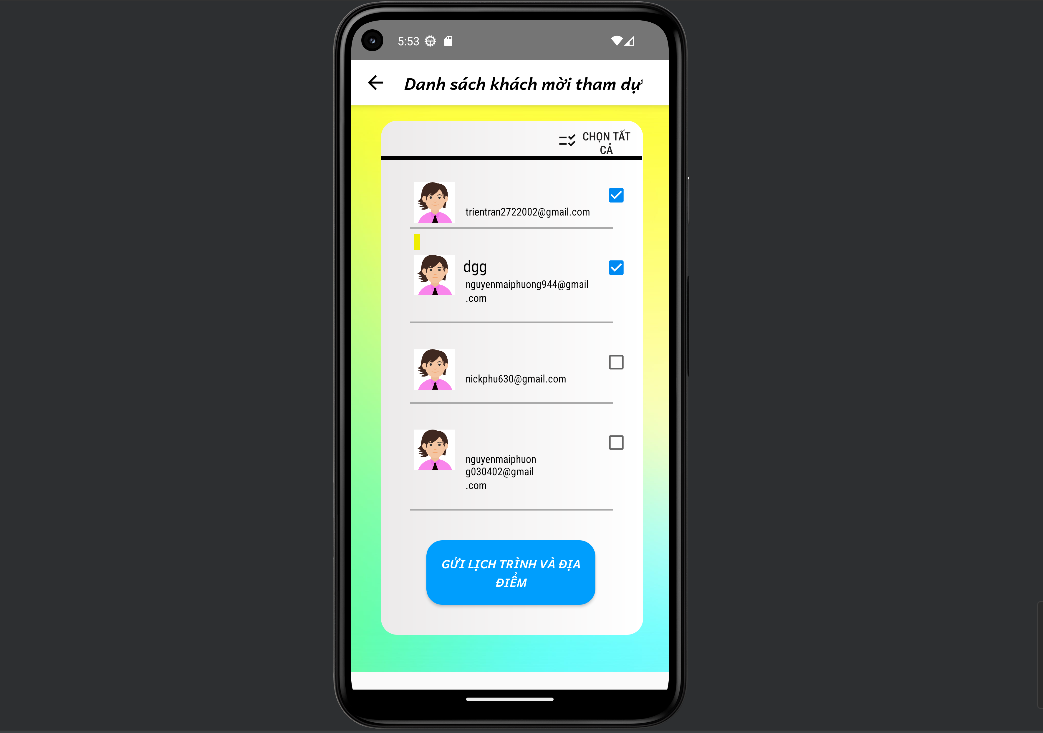 5:53
Danh sách khách mời tham dự
CHỌN TẤT
CẢ
trientran2722002@gmail.com
dgg
nguyenmaiphuong944@gmail
.com
nickphu630@gmail.com
nguyenmaiphuon
g030402@gmail
.com
GỬI LỊCH TRÌNH VÀ ĐỊA
ĐIỂM